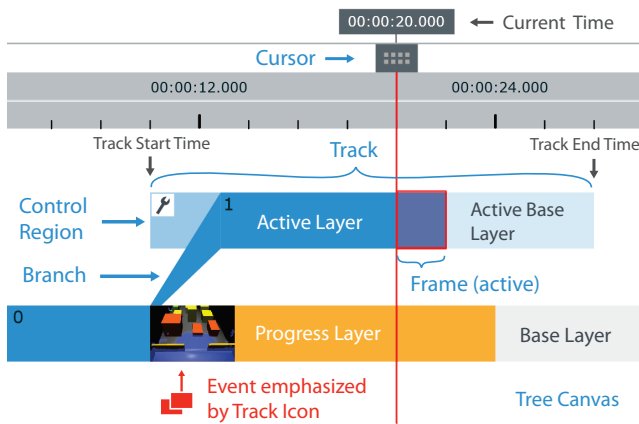 00:00:20.000
Current Time
Cursor
00:00:12.000
00:00:24.000
Track Start Time
Track
Track End Time
Control
Region
1
Active Layer
Active Base
Layer
Branch
Frame (active)
0
Progress Layer
Base Layer
Event emphasized
by Track Icon
Tree Canvas